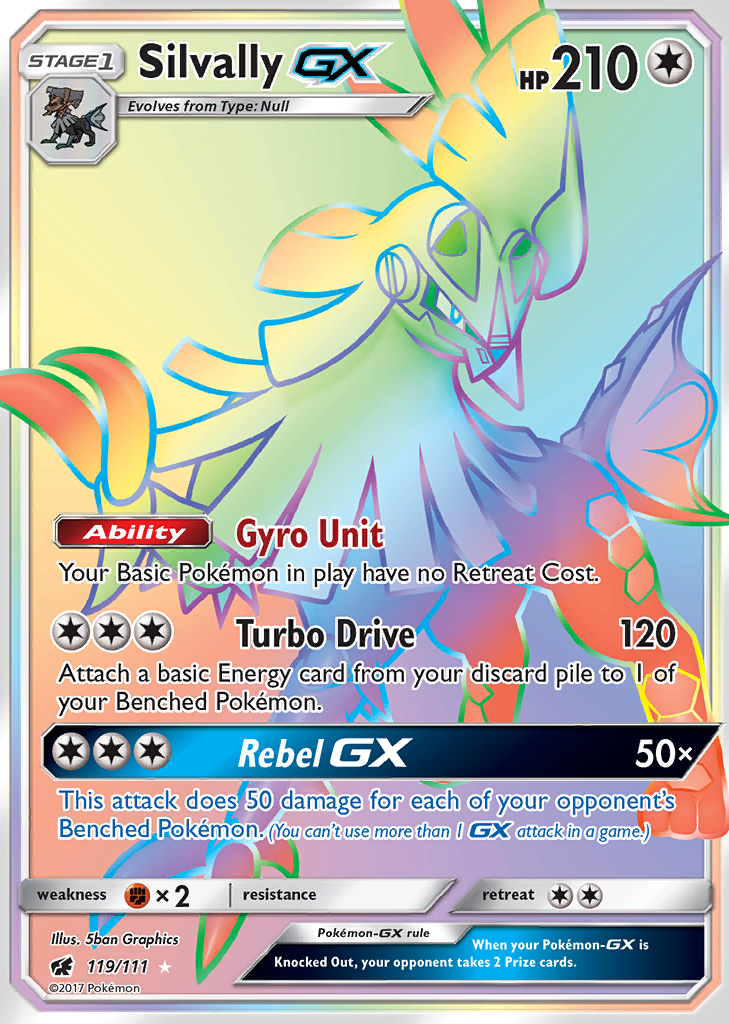 STAGE1 Silvally GX HP210
Evolves from Type: Null
Ability Gyro Unit
Your Basic Pokémon in play have no Retreat Cost.
Turbo Drive 120
Attach a basic Energy card from your discard pile to 1 of
your Benched Pokémon.
Rebel GX 50×
This attack does 50 damage for each of your opponent's
Benched Pokémon. (You can't use more than 1 GX attack in a game.)
weakness ×2 resistance retreat
Illus. 5ban Graphics
119/111
©2017 Pokémon
Pokémon-GX rule
When your Pokémon-GX is
Knocked Out, your opponent takes 2 Prize cards.